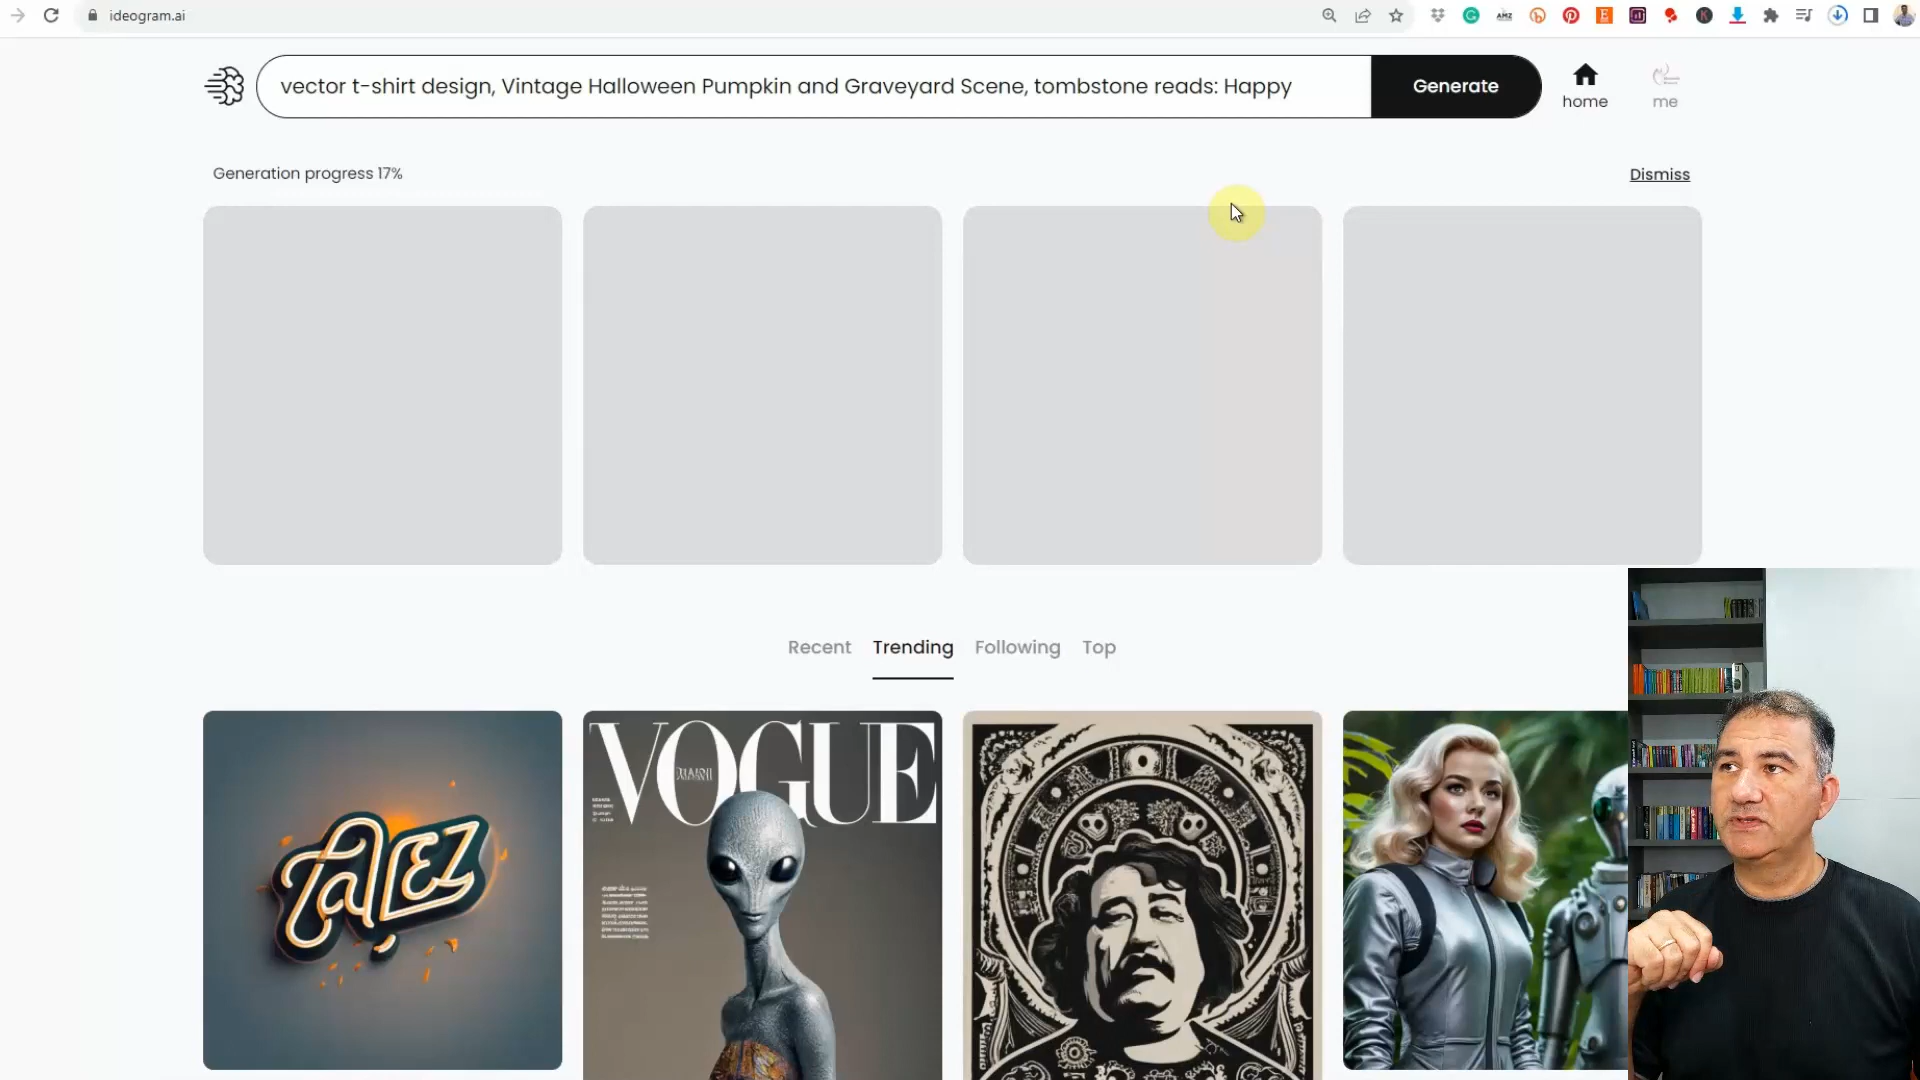 ideogram.ai
AMZ
vector t-shirt design, Vintage Halloween Pumpkin and Graveyard Scene, tombstone reads: Happy
Generate
home
me
Generation progress 17%
Dismiss
Recent
Trending
Following
Top
VOGUE